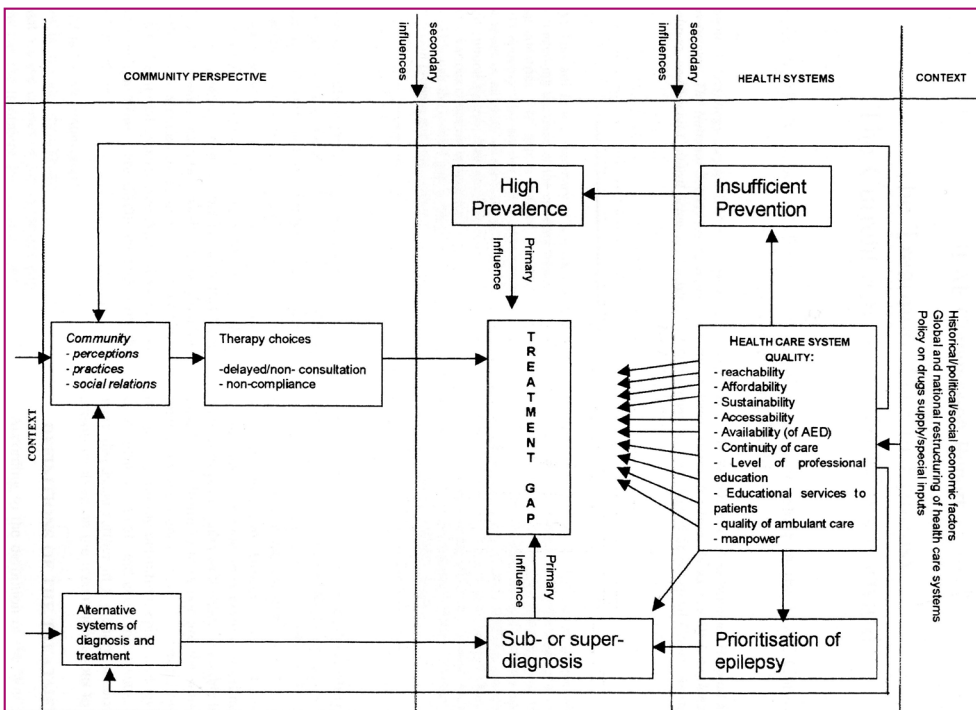 secondary
influences
secondary
influences
COMMUNITY PERSPECTIVE
HEALTH SYSTEMS
CONTEXT
High
Prevalence
Insufficient
Prevention
Primary
Influence
Community
- perceptions
- practices
- social relations
Therapy choices
-delayed/non- consultation
- non-compliance
TREATMENT GAP
HEALTH CARE SYSTEM
QUALITY:
- reachability
- Affordability
- Sustainability
- Accessability
- Availability (of AED)
- Continuity of care
- Level of professional
education
- Educational services to
patients
- quality of ambulant care
- manpower
Historical/political/social economic factors
Global and national restructuring of health care systems
Policy on drugs supply/special inputs
CONTEXT
Primary
Influence
Alternative
systems of
diagnosis and
treatment
Sub- or super-
diagnosis
Prioritisation of
epilepsy